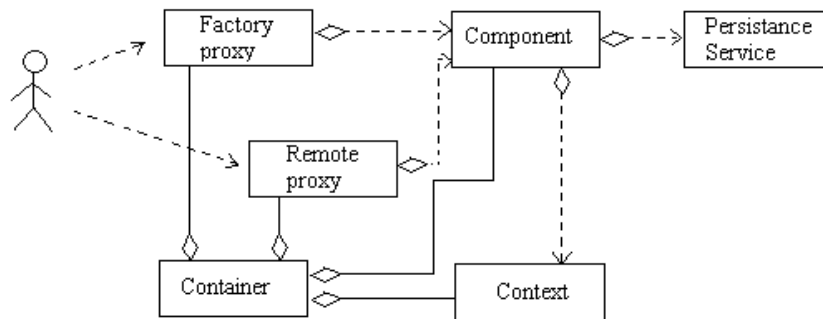 Factory
proxy
Component
Persistance
Service
Remote
proxy
Container
Context